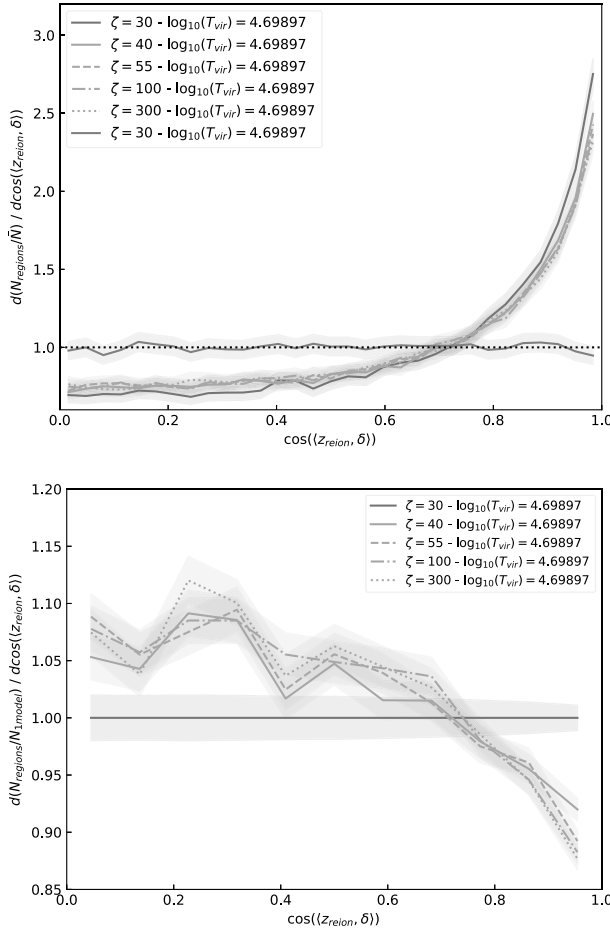 3.0
2.5
2.0
1.5
1.0
d(N_regions/N̄) / dcos(⟨z_reion, δ⟩)
ζ = 30 - log₁₀(T_vir) = 4.69897
ζ = 40 - log₁₀(T_vir) = 4.69897
ζ = 55 - log₁₀(T_vir) = 4.69897
ζ = 100 - log₁₀(T_vir) = 4.69897
ζ = 300 - log₁₀(T_vir) = 4.69897
ζ = 30 - log₁₀(T_vir) = 4.69897
0.0 0.2 0.4 0.6 0.8 1.0
cos(⟨z_reion, δ⟩)
1.20
1.15
1.10
1.05
1.00
0.95
0.90
0.85
d(N_regions/N_1model) / dcos(⟨z_reion, δ⟩)
ζ = 30 - log₁₀(T_vir) = 4.69897
ζ = 40 - log₁₀(T_vir) = 4.69897
ζ = 55 - log₁₀(T_vir) = 4.69897
ζ = 100 - log₁₀(T_vir) = 4.69897
ζ = 300 - log₁₀(T_vir) = 4.69897
0.0 0.2 0.4 0.6 0.8 1.0
cos(⟨z_reion, δ⟩)